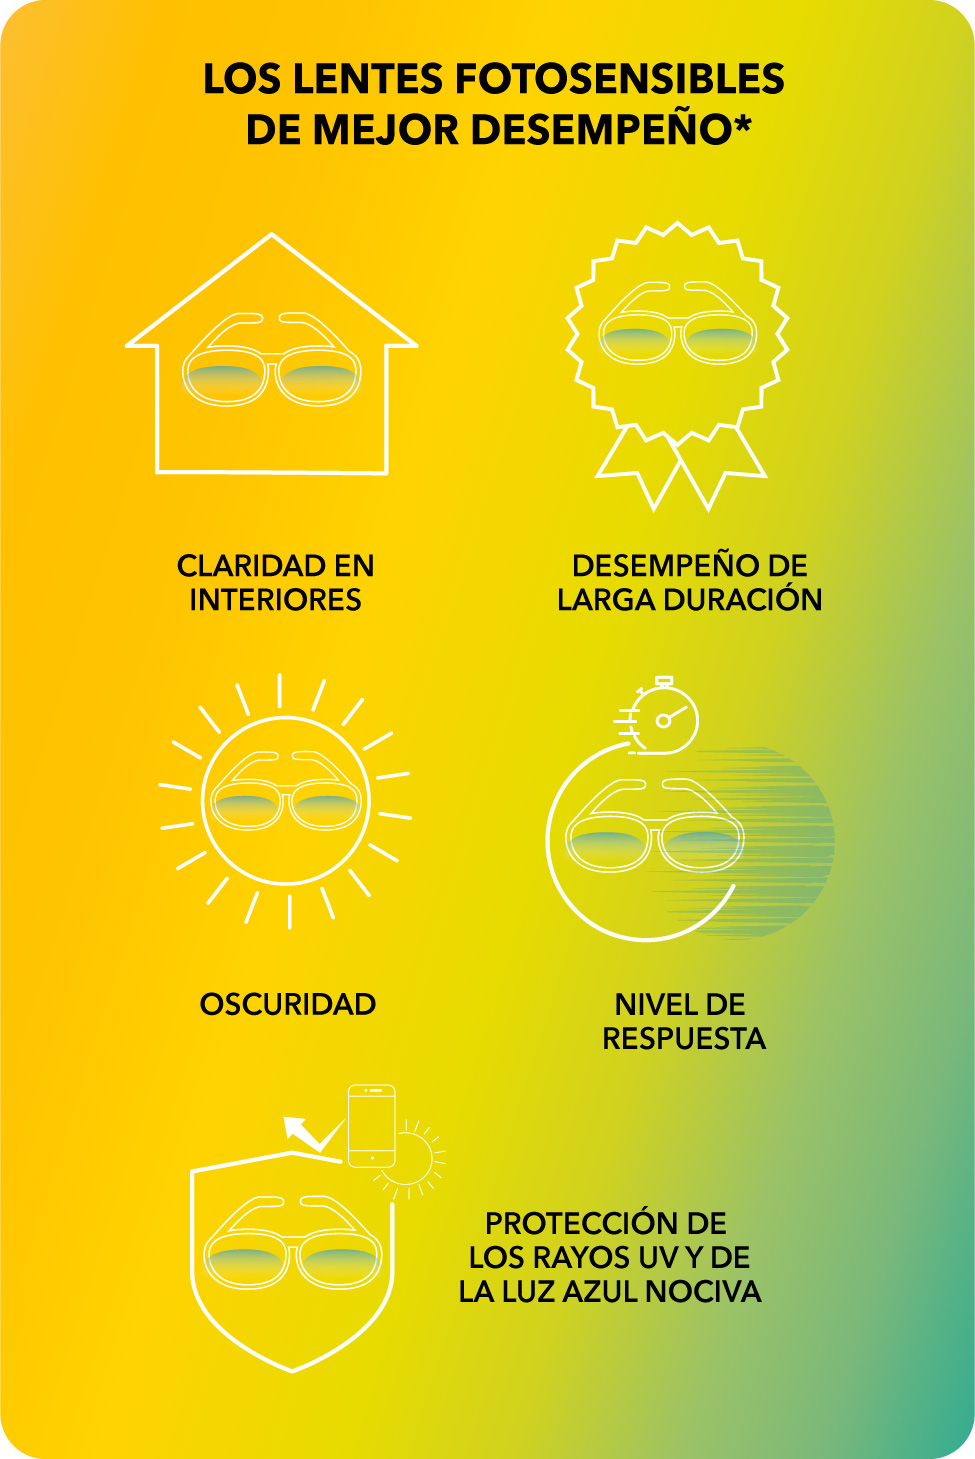 LOS LENTES FOTOSENSIBLES
DE MEJOR DESEMPEÑO*
CLARIDAD EN
INTERIORES
DESEMPEÑO DE
LARGA DURACIÓN
OSCURIDAD
NIVEL DE
RESPUESTA
PROTECCIÓN DE
LOS RAYOS UV Y DE
LA LUZ AZUL NOCIVA